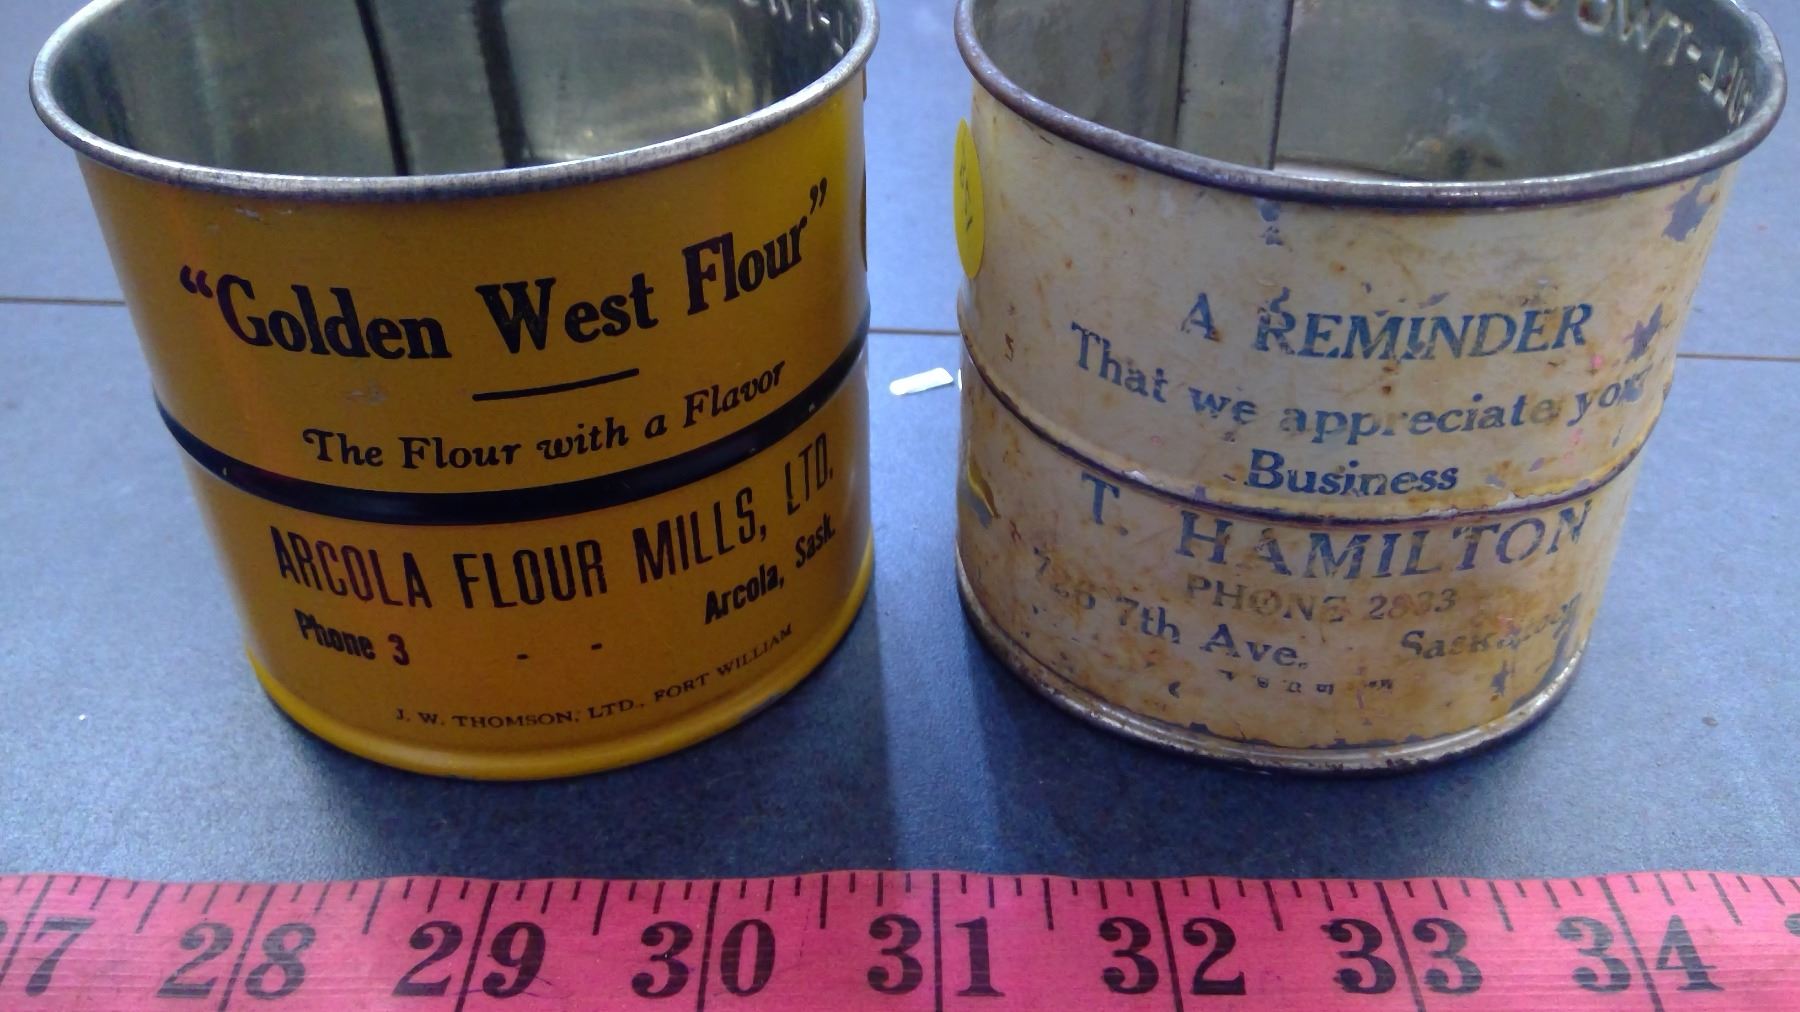 "Golden West Flour"
The Flour with a Flavor
ARCOLA FLOUR MILLS, LTD.
Phone 3 - - Arcola, Sask.
J. W. THOMSON, LTD., FORT WILLIAM
A REMINDER
That we appreciate your
Business
T. HAMILTON
PHONE
7th Ave. Saskatoon
28 29 30 31 32 33 34